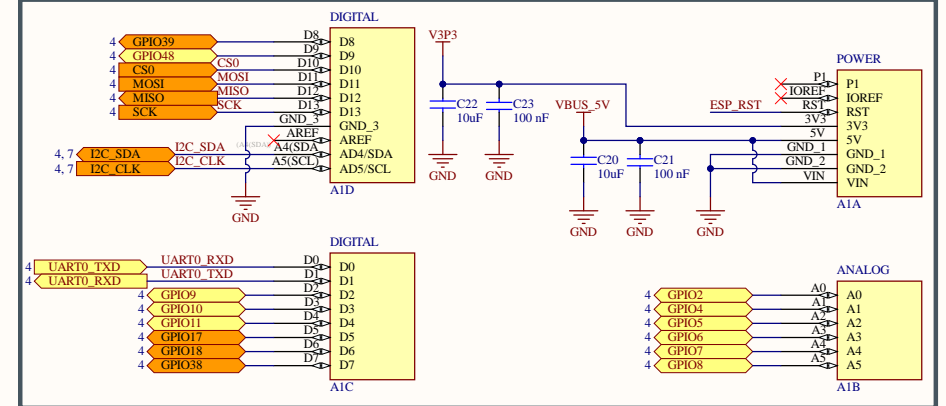 DIGITAL
4 GPIO39 D8 D8
4 GPIO48 D9 D9
4 CS0 CS0 D10 D10
4 MOSI MOSI D11 D11
4 MISO MISO D12 D12
4 SCK SCK D13 D13
GND_3 GND_3
AREF AREF
4, 7 I2C_SDA I2C_SDA (A4(SDA) A4(SDA AD4/SDA
4, 7 I2C_CLK I2C_CLK A5(SCL) AD5/SCL
GND
A1D
V3P3
C22
10uF
C23
100 nF
GND
GND
VBUS_5V
C20
10uF
C21
100 nF
GND
GND
GND
POWER
P1 P1
IOREF IOREF
ESP_RST RST RST
3V3 3V3
5V 5V
GND_1 GND_1
GND_2 GND_2
VIN VIN
A1A
DIGITAL
4 UART0_TXD UART0_RXD D0 D0
4 UART0_RXD UART0_TXD D1 D1
4 GPIO9 D2 D2
4 GPIO10 D3 D3
4 GPIO11 D4 D4
4 GPIO17 D5 D5
4 GPIO18 D6 D6
4 GPIO38 D7 D7
A1C
ANALOG
4 GPIO2 A0 A0
4 GPIO4 A1 A1
4 GPIO5 A2 A2
4 GPIO6 A3 A3
4 GPIO7 A4 A4
4 GPIO8 A5 A5
A1B